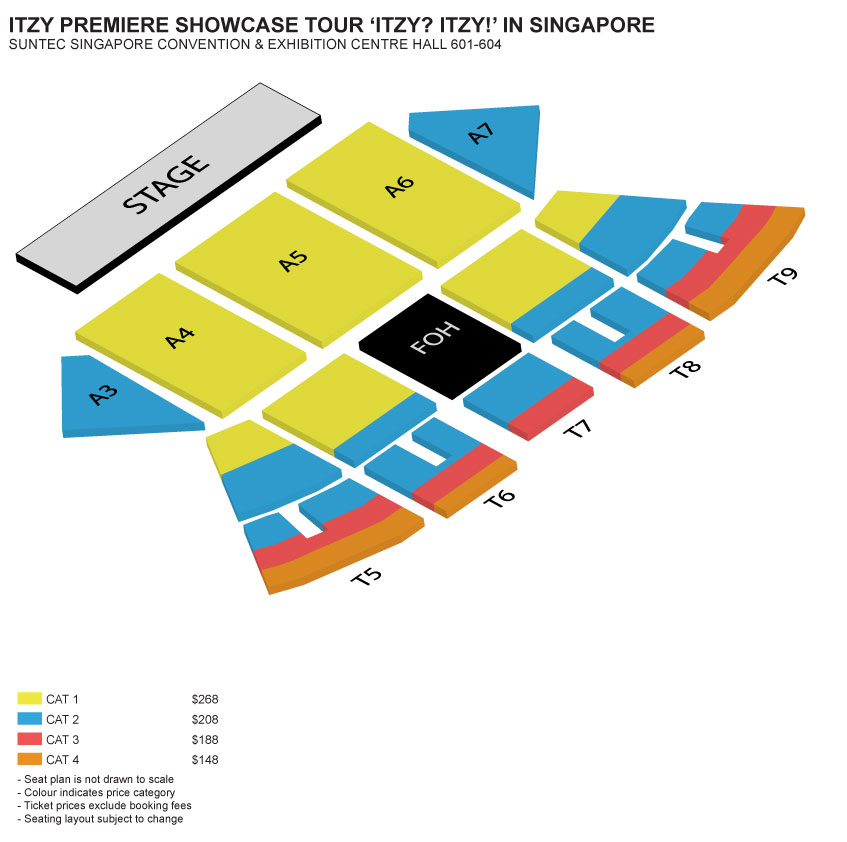 ITZY PREMIERE SHOWCASE TOUR ‘ITZY? ITZY!’ IN SINGAPORE
SUNTEC SINGAPORE CONVENTION & EXHIBITION CENTRE HALL 601-604
STAGE
A7
A6
A5
A4
A3
FOH
T9
T8
T7
T6
T5
CAT 1 $268
CAT 2 $208
CAT 3 $188
CAT 4 $148
- Seat plan is not drawn to scale
- Colour indicates price category
- Ticket prices exclude booking fees
- Seating layout subject to change